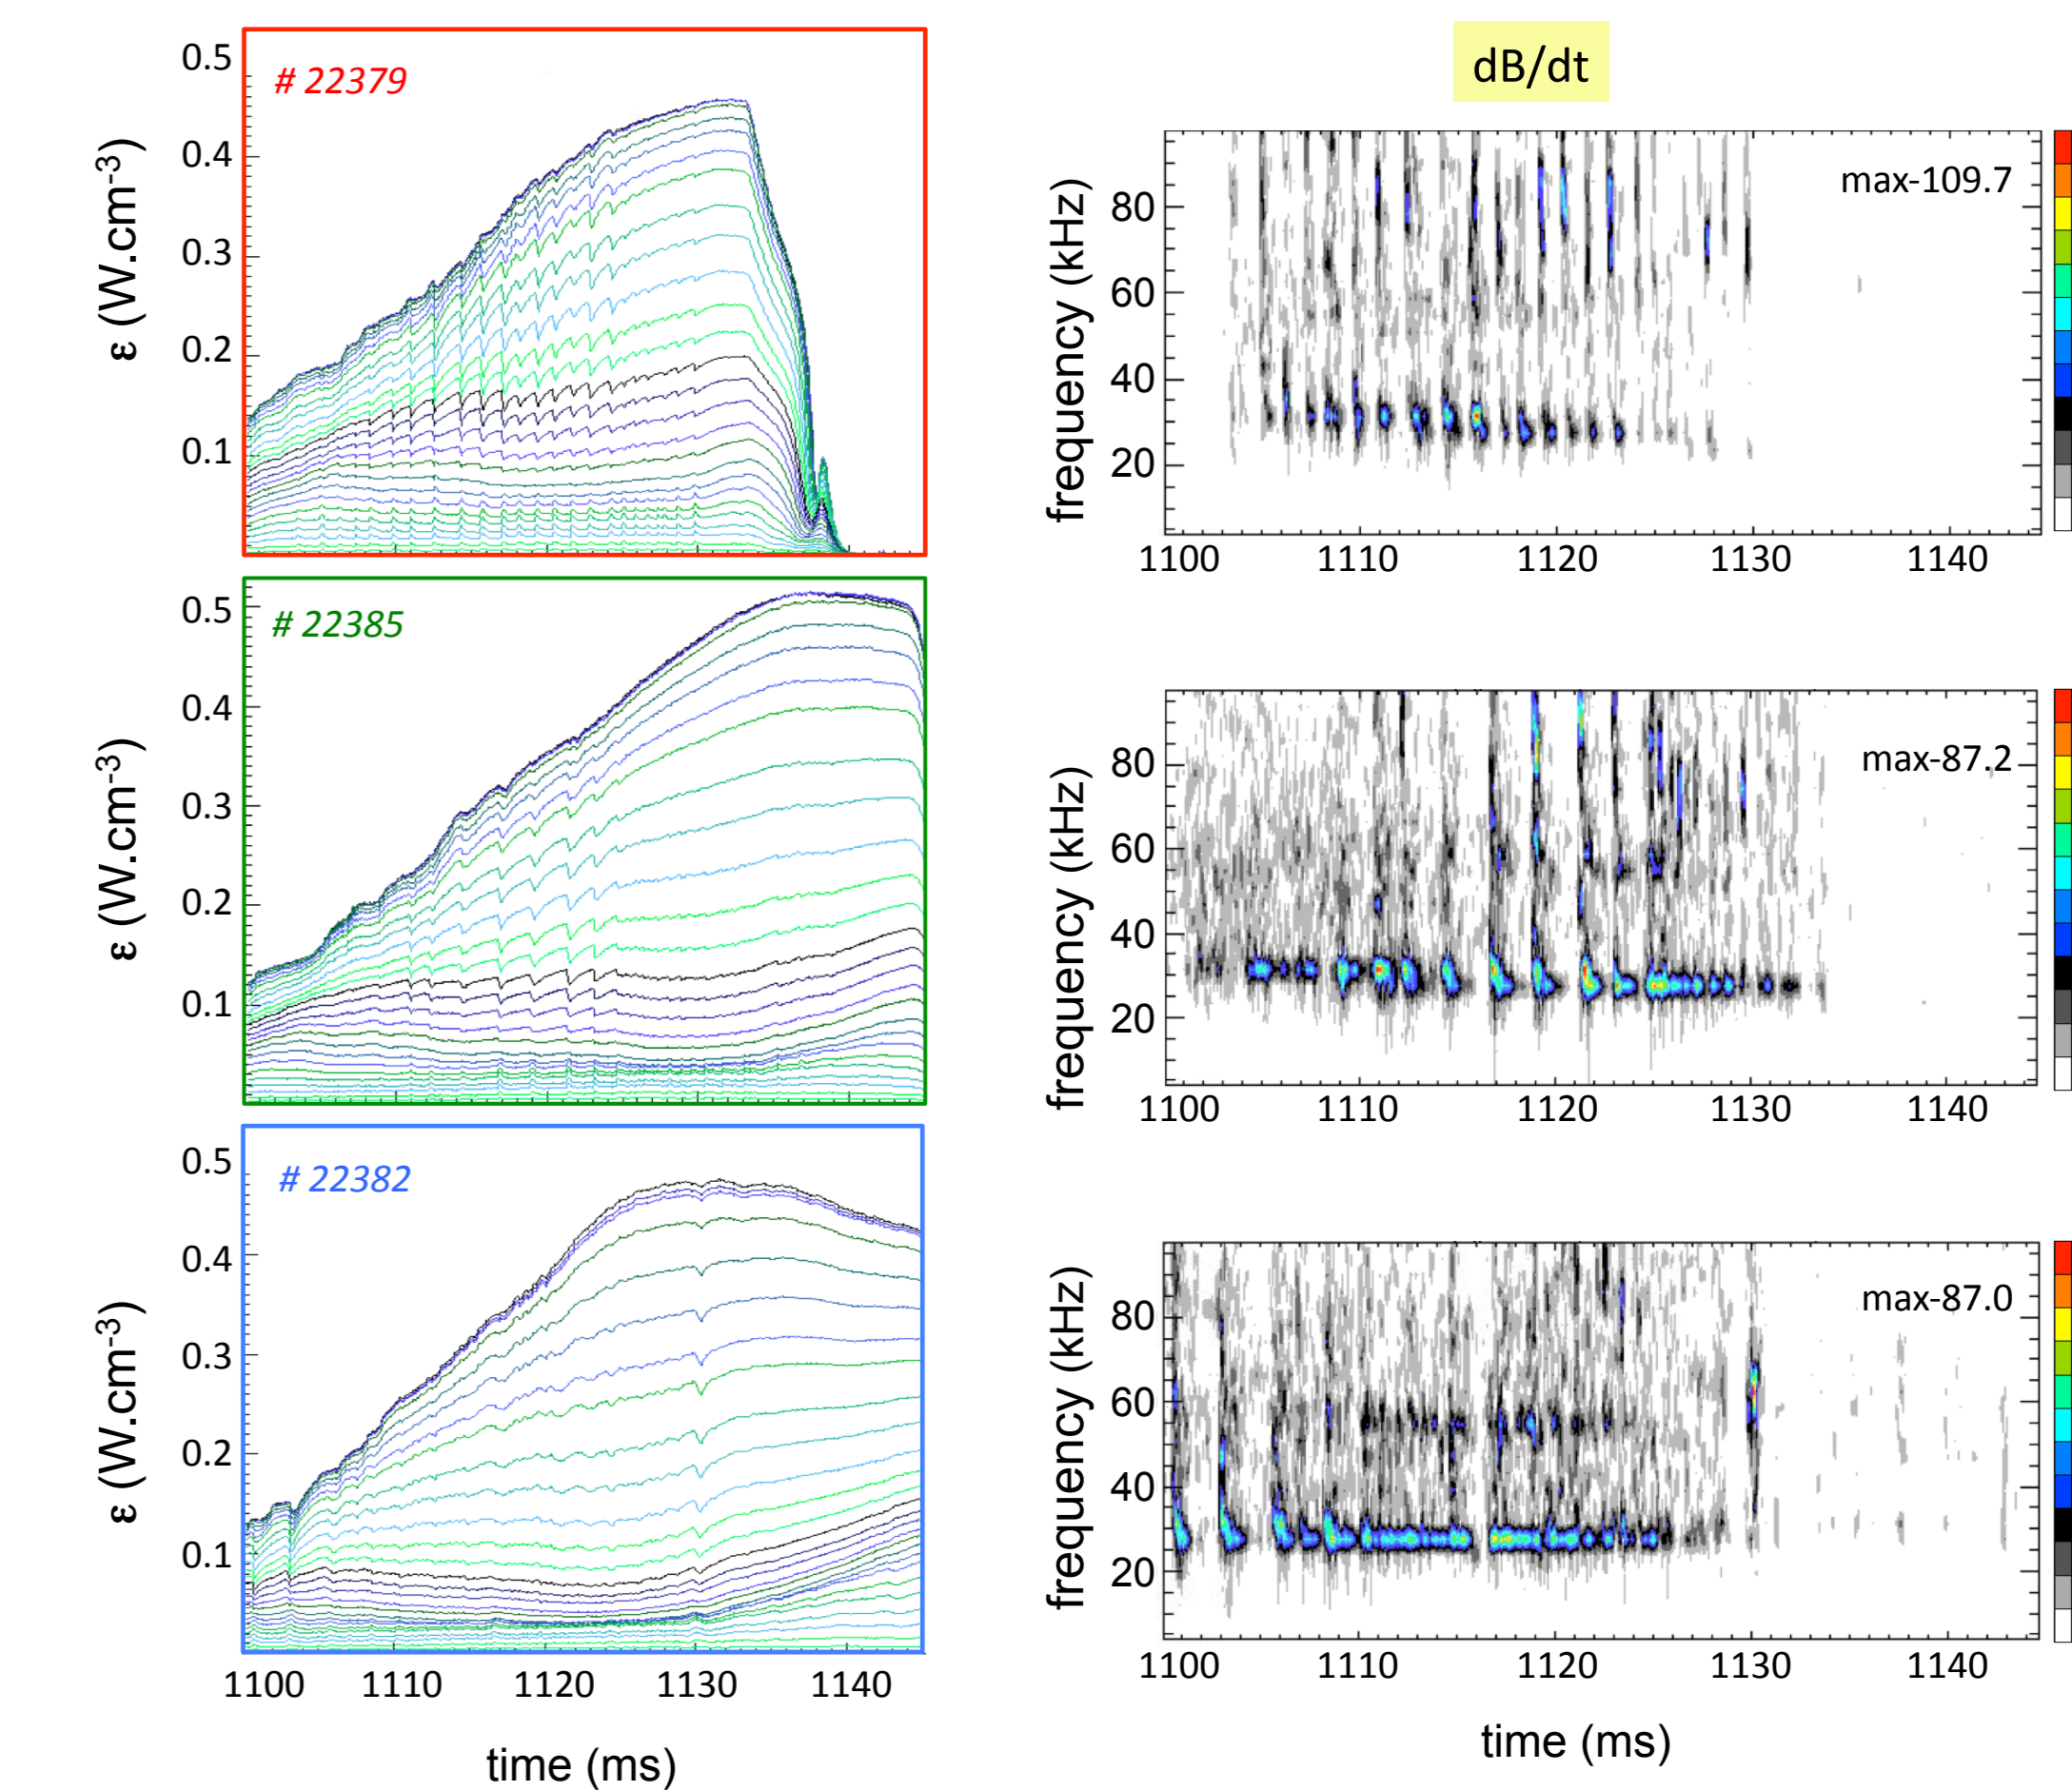 # 22379
ε (W.cm-3)
0.5
0.4
0.3
0.2
0.1
dB/dt
max-109.7
frequency (kHz)
80
60
40
20
1100 1110 1120 1130 1140
# 22385
ε (W.cm-3)
0.5
0.4
0.3
0.2
0.1
max-87.2
frequency (kHz)
80
60
40
20
1100 1110 1120 1130 1140
# 22382
ε (W.cm-3)
0.5
0.4
0.3
0.2
0.1
1100 1110 1120 1130 1140
time (ms)
max-87.0
frequency (kHz)
80
60
40
20
1100 1110 1120 1130 1140
time (ms)